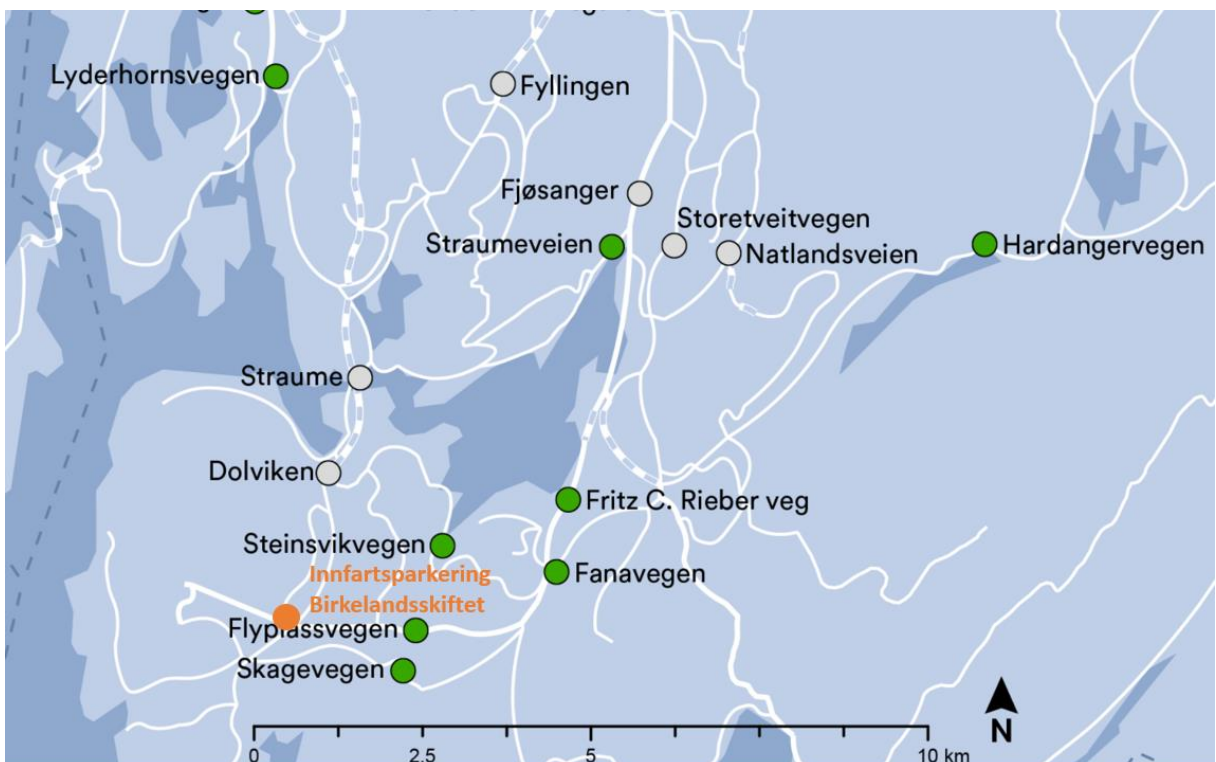 Lyderhornsvegen
Fyllingen
Fjøsanger
Storetveitvegen
Straumeveien
Natlandsveien
Hardangervegen
Straume
Dolviken
Fritz C. Rieber veg
Steinsvikvegen
Innfartsparkering
Birkelandsskiftet
Fanavegen
Flyplassvegen
Skagevegen
N
0 2.5 5 10 km